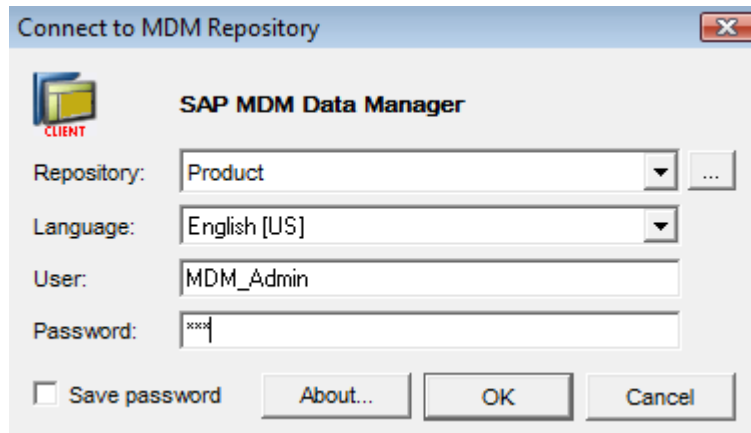 Connect to MDM Repository
CLIENT
SAP MDM Data Manager
Repository: Product ...
Language: English [US]
User: MDM_Admin
Password: ***
Save password About... OK Cancel